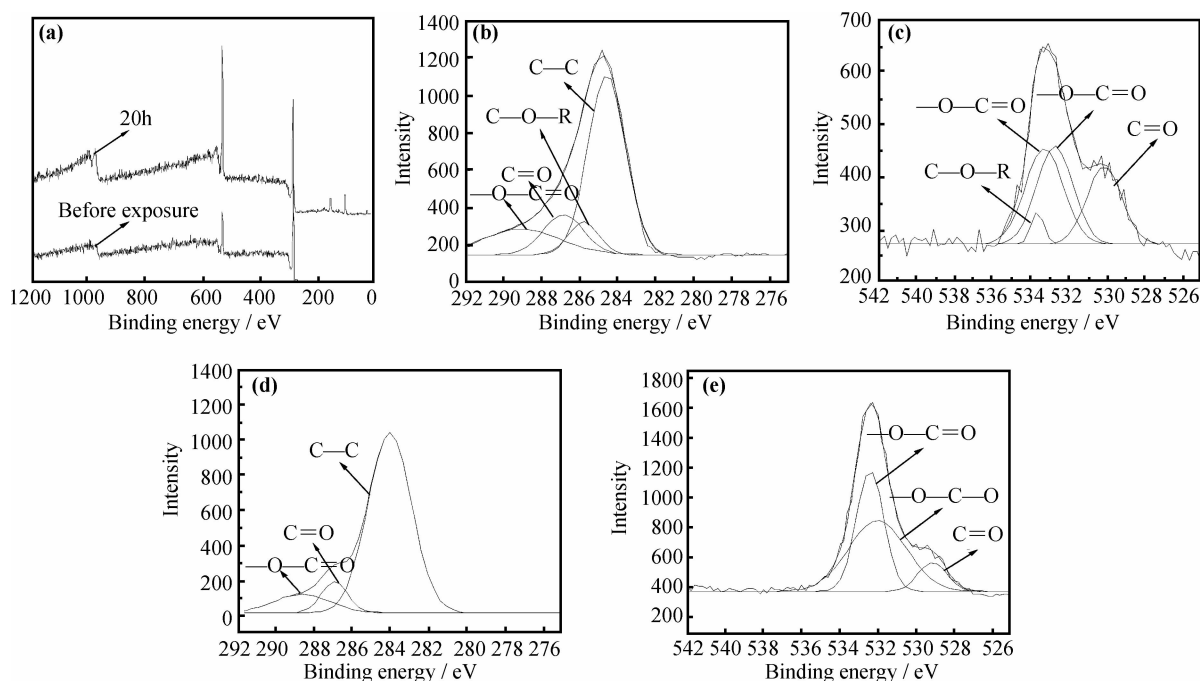 (a)
20h
Before exposure
1200 1000 800 600 400 200 0
Binding energy / eV
(b)
1400
1200
1000
800
600
400
200
0
Intensity
C—C
C—O—R
C=O
—O—C=O
292 290 288 286 284 282 280 278 276
Binding energy / eV
(c)
700
650
600
550
500
450
400
350
300
250
200
Intensity
—O—C=O
—O—C=O
C=O
C—O—R
542 540 538 536 534 532 530 528 526
Binding energy / eV
(d)
1400
1200
1000
800
600
400
200
0
Intensity
C—C
C=O
—O—C=O
292 290 288 286 284 282 280 278 276
Binding energy / eV
(e)
1800
1600
1400
1200
1000
800
600
400
200
Intensity
—O—C=O
—O—C—O
C=O
542 540 538 536 534 532 530 528 526
Binding energy / eV